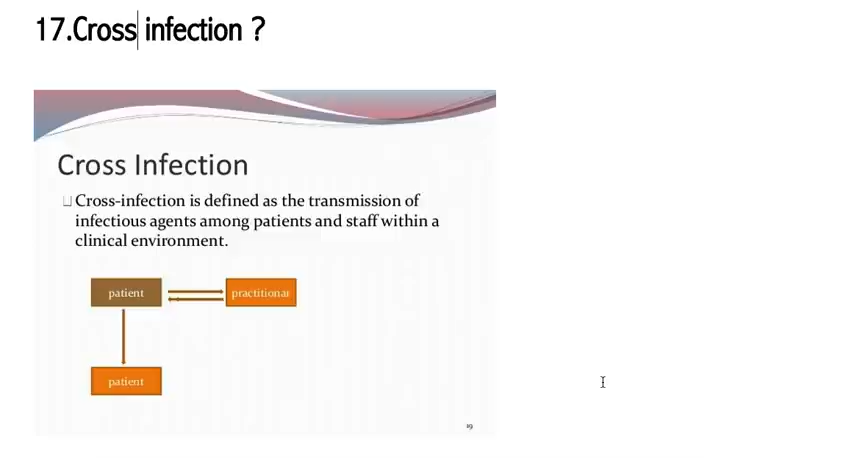 17.Cross infection ?
Cross Infection
Cross-infection is defined as the transmission of
infectious agents among patients and staff within a
clinical environment.
patient practitionar
patient
19